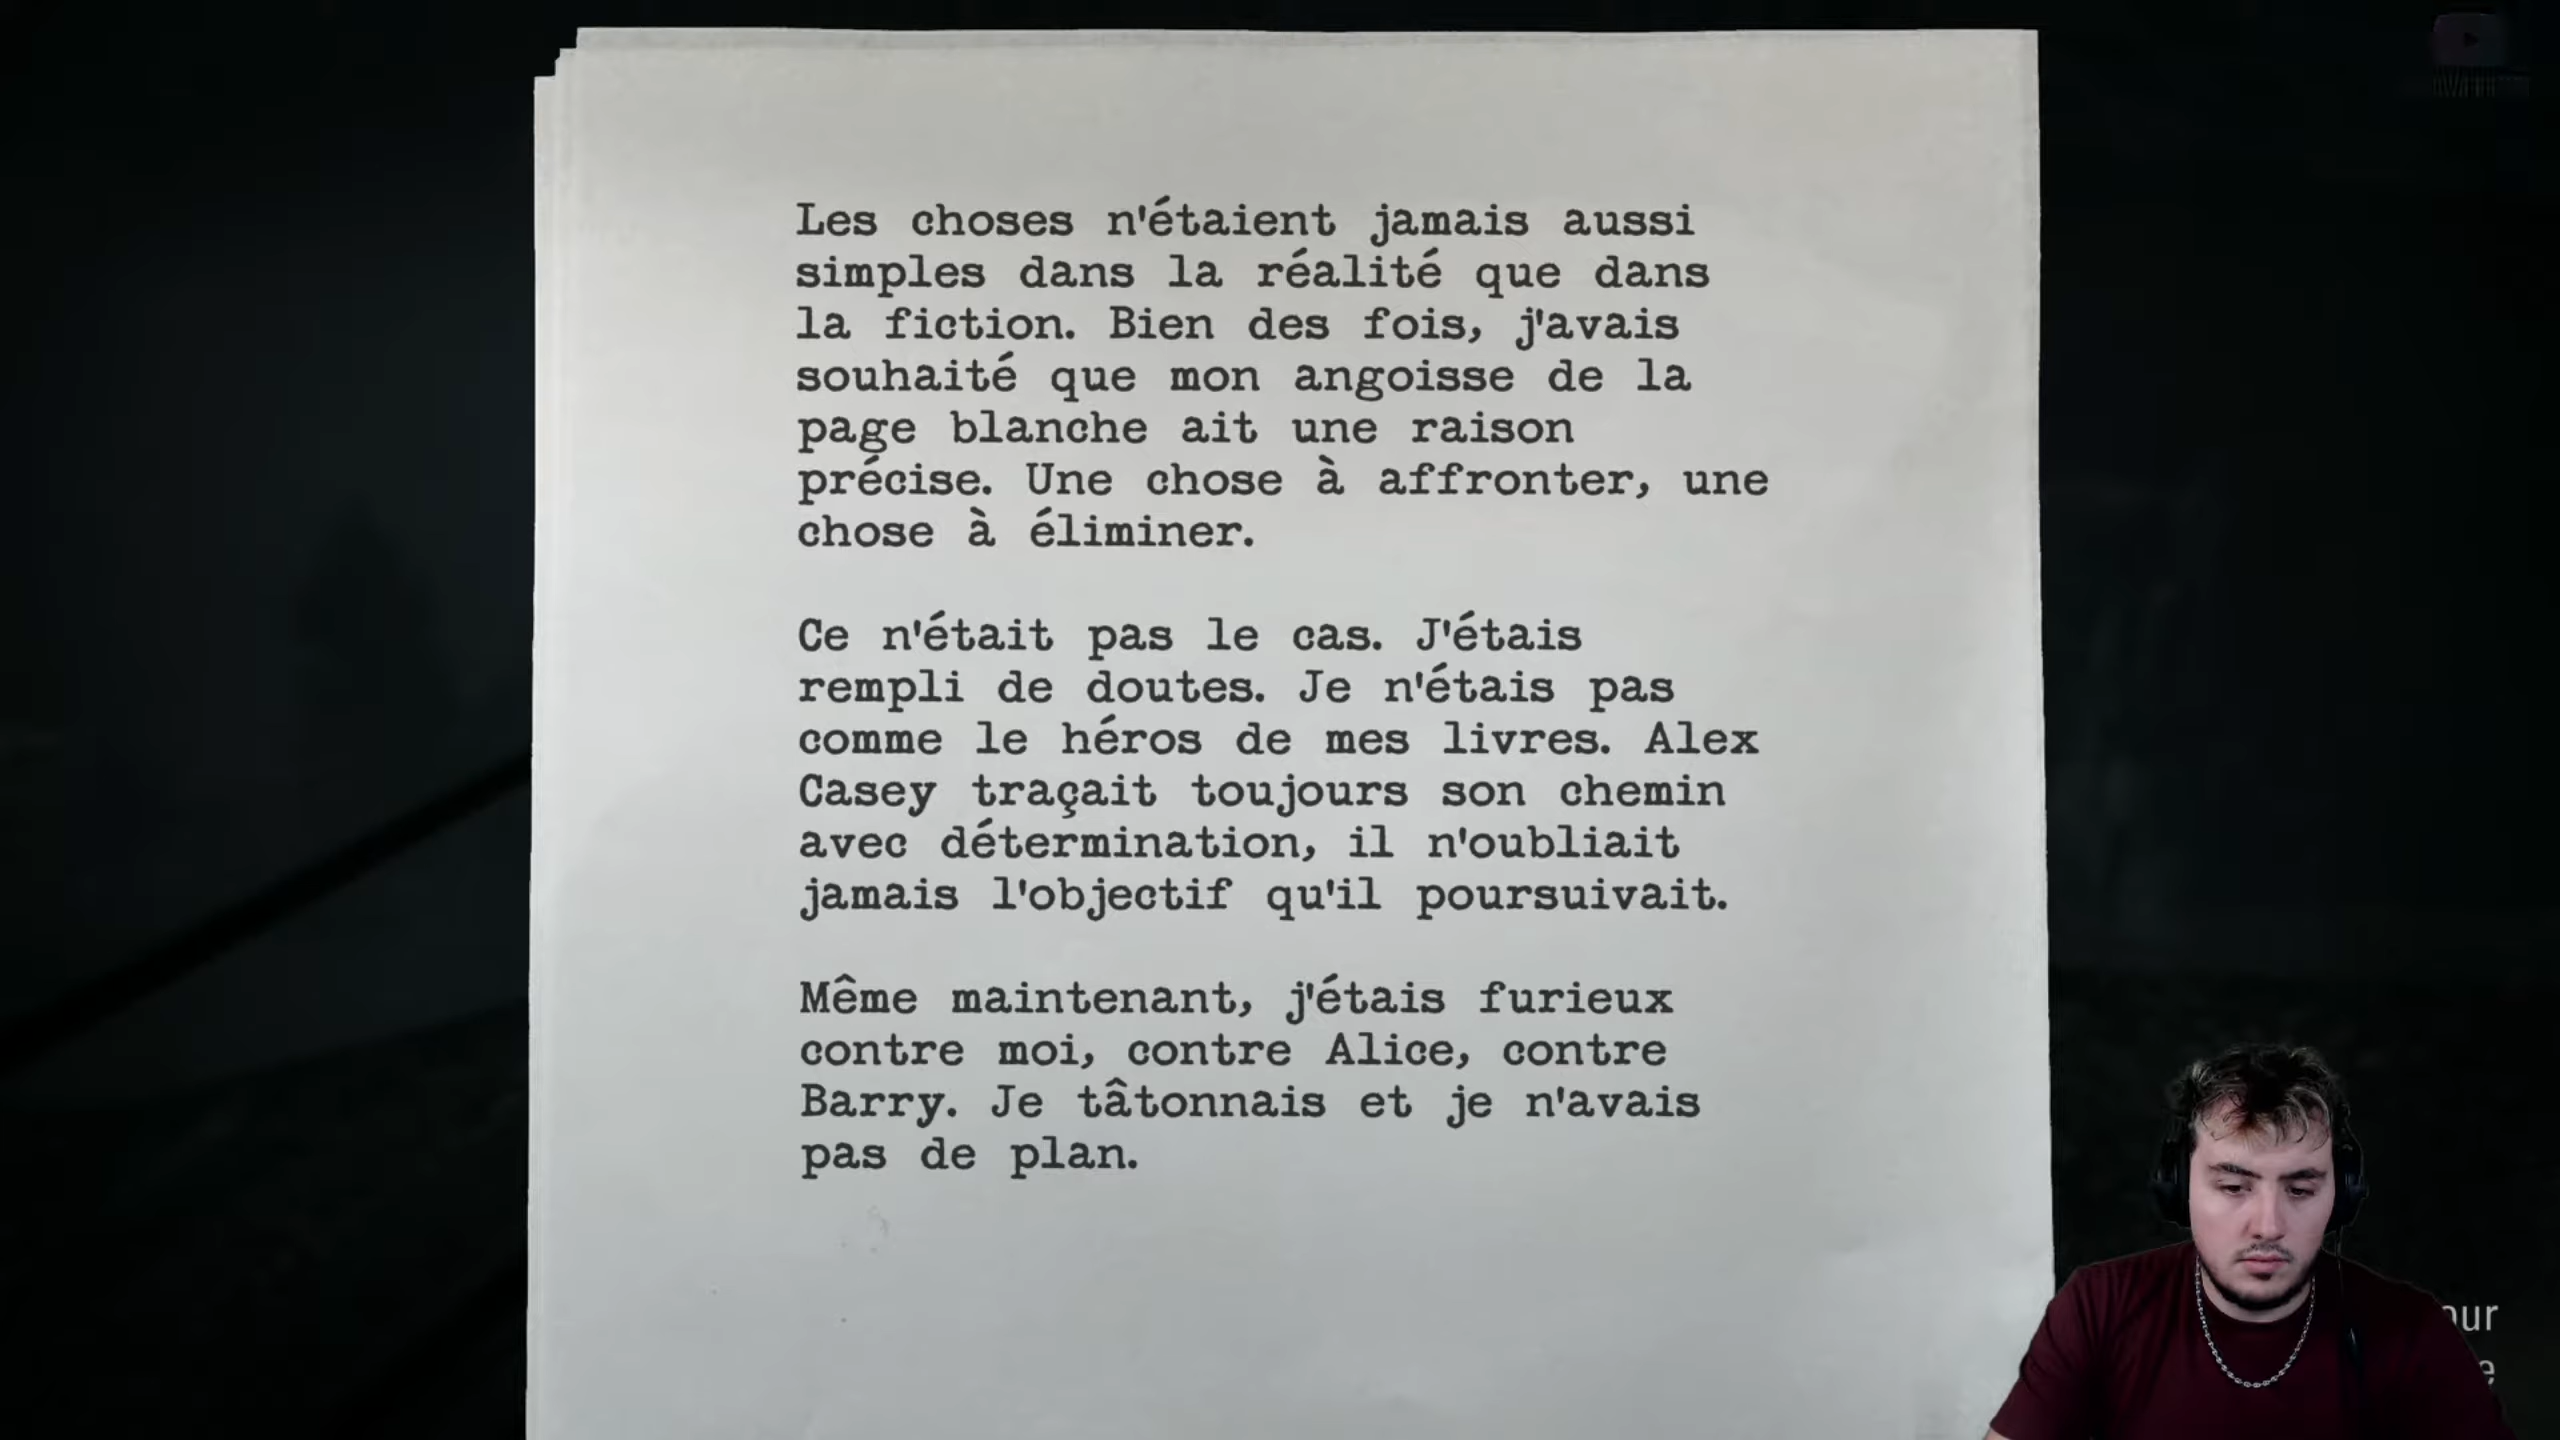 Les choses n'étaient jamais aussi
simples dans la réalité que dans
la fiction. Bien des fois, j'avais
souhaité que mon angoisse de la
page blanche ait une raison
précise. Une chose à affronter, une
chose à éliminer.
Ce n'était pas le cas. J'étais
rempli de doutes. Je n'étais pas
comme le héros de mes livres. Alex
Casey traçait toujours son chemin
avec détermination, il n'oubliait
jamais l'objectif qu'il poursuivait.
Même maintenant, j'étais furieux
contre moi, contre Alice, contre
Barry. Je tâtonnais et je n'avais
pas de plan.